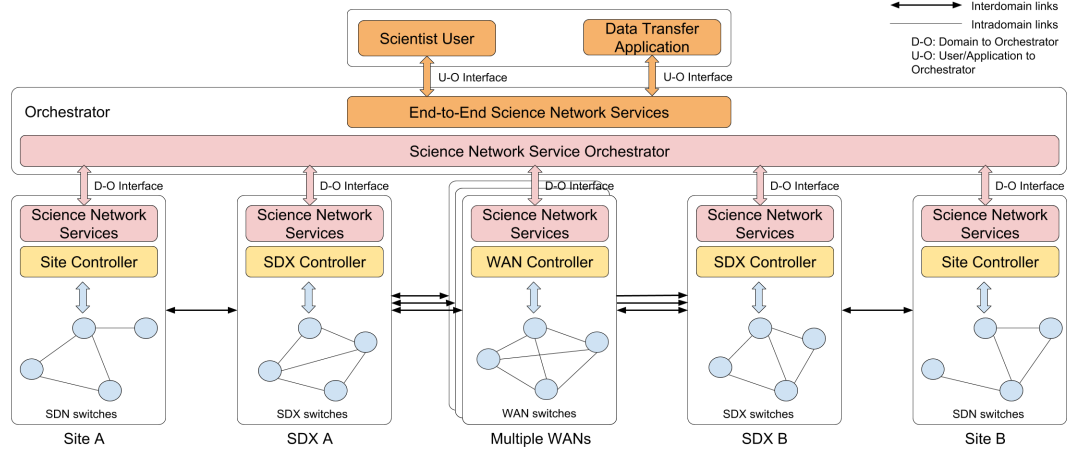 Interdomain links
Intradomain links
D-O: Domain to Orchestrator
U-O: User/Application to
Orchestrator
Scientist User
Data Transfer
Application
U-O Interface
U-O Interface
Orchestrator
End-to-End Science Network Services
Science Network Service Orchestrator
D-O Interface
D-O Interface
D-O Interface
D-O Interface
D-O Interface
Science Network
Services
Site Controller
SDN switches
Site A
Science Network
Services
SDX Controller
SDX switches
SDX A
Science Network
Services
WAN Controller
WAN switches
Multiple WANs
Science Network
Services
SDX Controller
SDX switches
SDX B
Science Network
Services
Site Controller
SDN switches
Site B